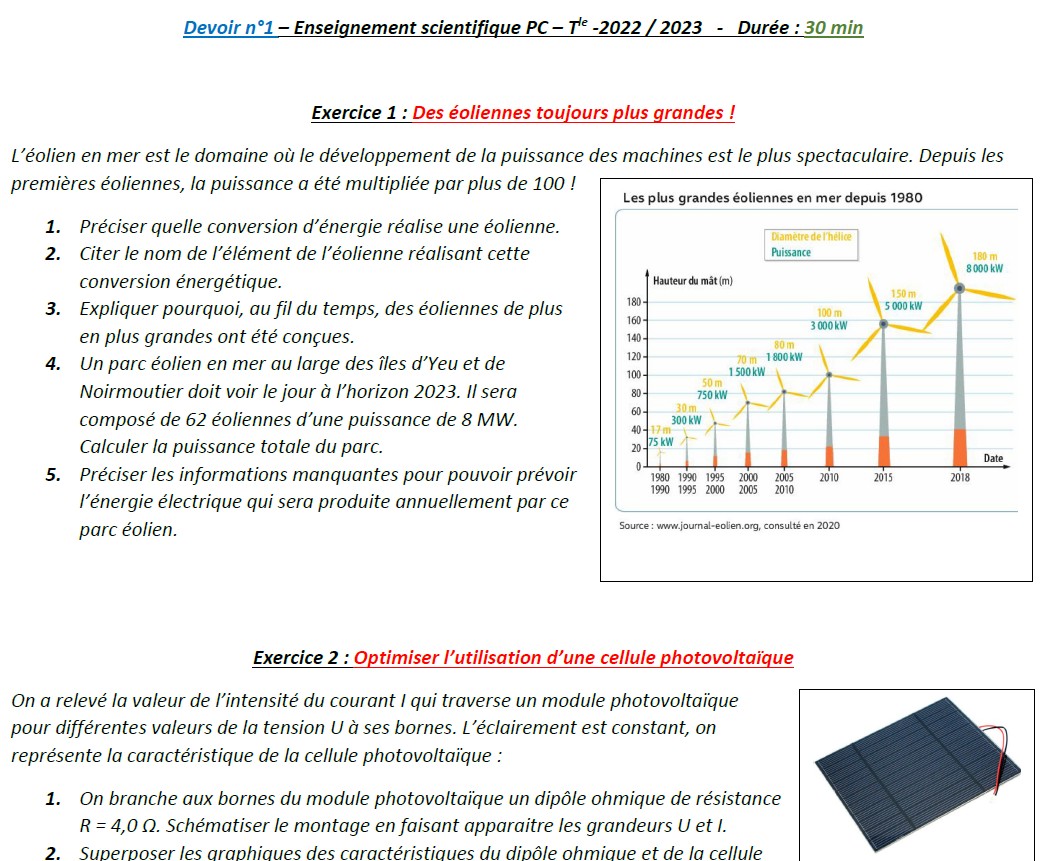 Devoir n°1 – Enseignement scientifique PC – Tle -2022 / 2023 - Durée : 30 min
Exercice 1 : Des éoliennes toujours plus grandes !
L’éolien en mer est le domaine où le développement de la puissance des machines est le plus spectaculaire. Depuis les
premières éoliennes, la puissance a été multipliée par plus de 100 !
1. Préciser quelle conversion d’énergie réalise une éolienne.
2. Citer le nom de l’élément de l’éolienne réalisant cette
conversion énergétique.
3. Expliquer pourquoi, au fil du temps, des éoliennes de plus
en plus grandes ont été conçues.
4. Un parc éolien en mer au large des îles d’Yeu et de
Noirmoutier doit voir le jour à l’horizon 2023. Il sera
composé de 62 éoliennes d’une puissance de 8 MW.
Calculer la puissance totale du parc.
5. Préciser les informations manquantes pour pouvoir prévoir
l’énergie électrique qui sera produite annuellement par ce
parc éolien.
Les plus grandes éoliennes en mer depuis 1980
Diamètre de l’hélice
Puissance
Hauteur du mât (m)
180 m
8 000 kW
150 m
5 000 kW
100 m
3 000 kW
80 m
1 800 kW
70 m
1 500 kW
50 m
750 kW
30 m
300 kW
17 m
75 kW
180
160
140
120
100
80
60
40
20
0
Date
1980 1990 1995 2000 2005 2010 2015 2018
1990 1995 2000 2005 2010
Source : www.journal-eolien.org, consulté en 2020
Exercice 2 : Optimiser l’utilisation d’une cellule photovoltaïque
On a relevé la valeur de l’intensité du courant I qui traverse un module photovoltaïque
pour différentes valeurs de la tension U à ses bornes. L’éclairement est constant, on
représente la caractéristique de la cellule photovoltaïque :
1. On branche aux bornes du module photovoltaïque un dipôle ohmique de résistance
R = 4,0 Ω. Schématiser le montage en faisant apparaitre les grandeurs U et I.
2. Superposer les graphiques des caractéristiques du dipôle ohmique et de la cellule